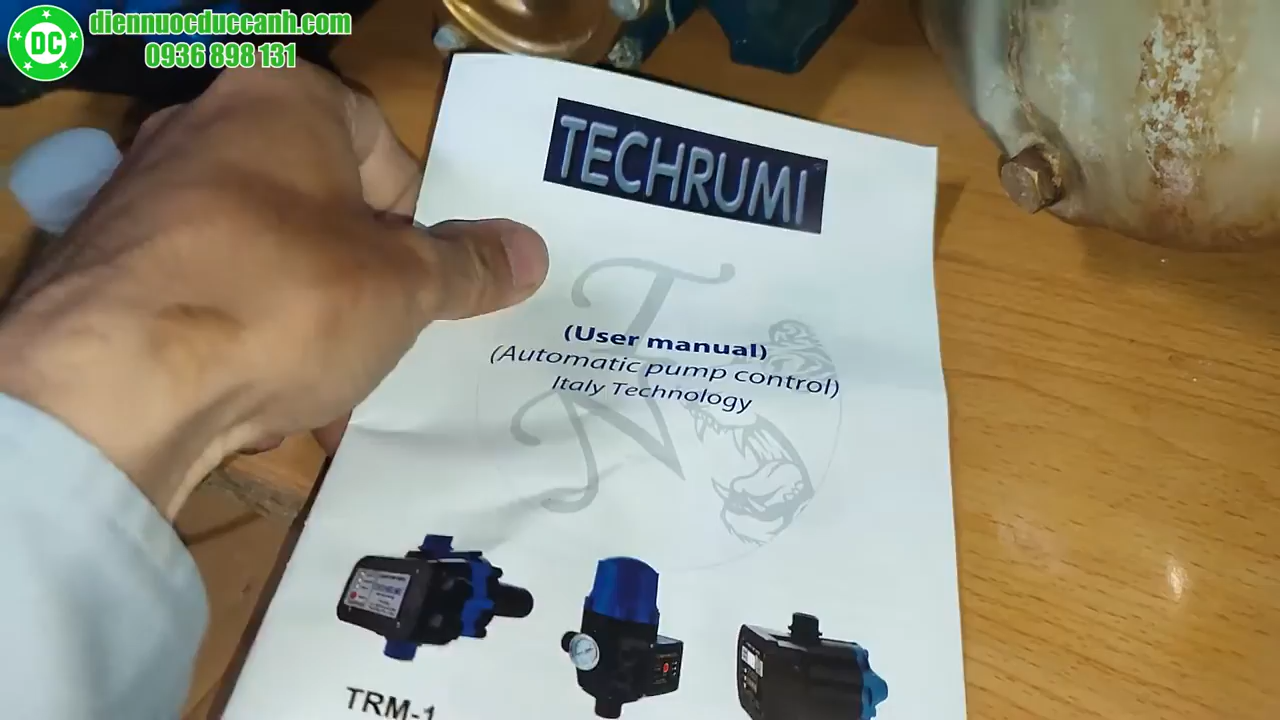 DC
diennuocduccanh.com
0936 898 131
TECHRUMI
(User manual)
(Automatic pump control)
Italy Technology
TRM-1